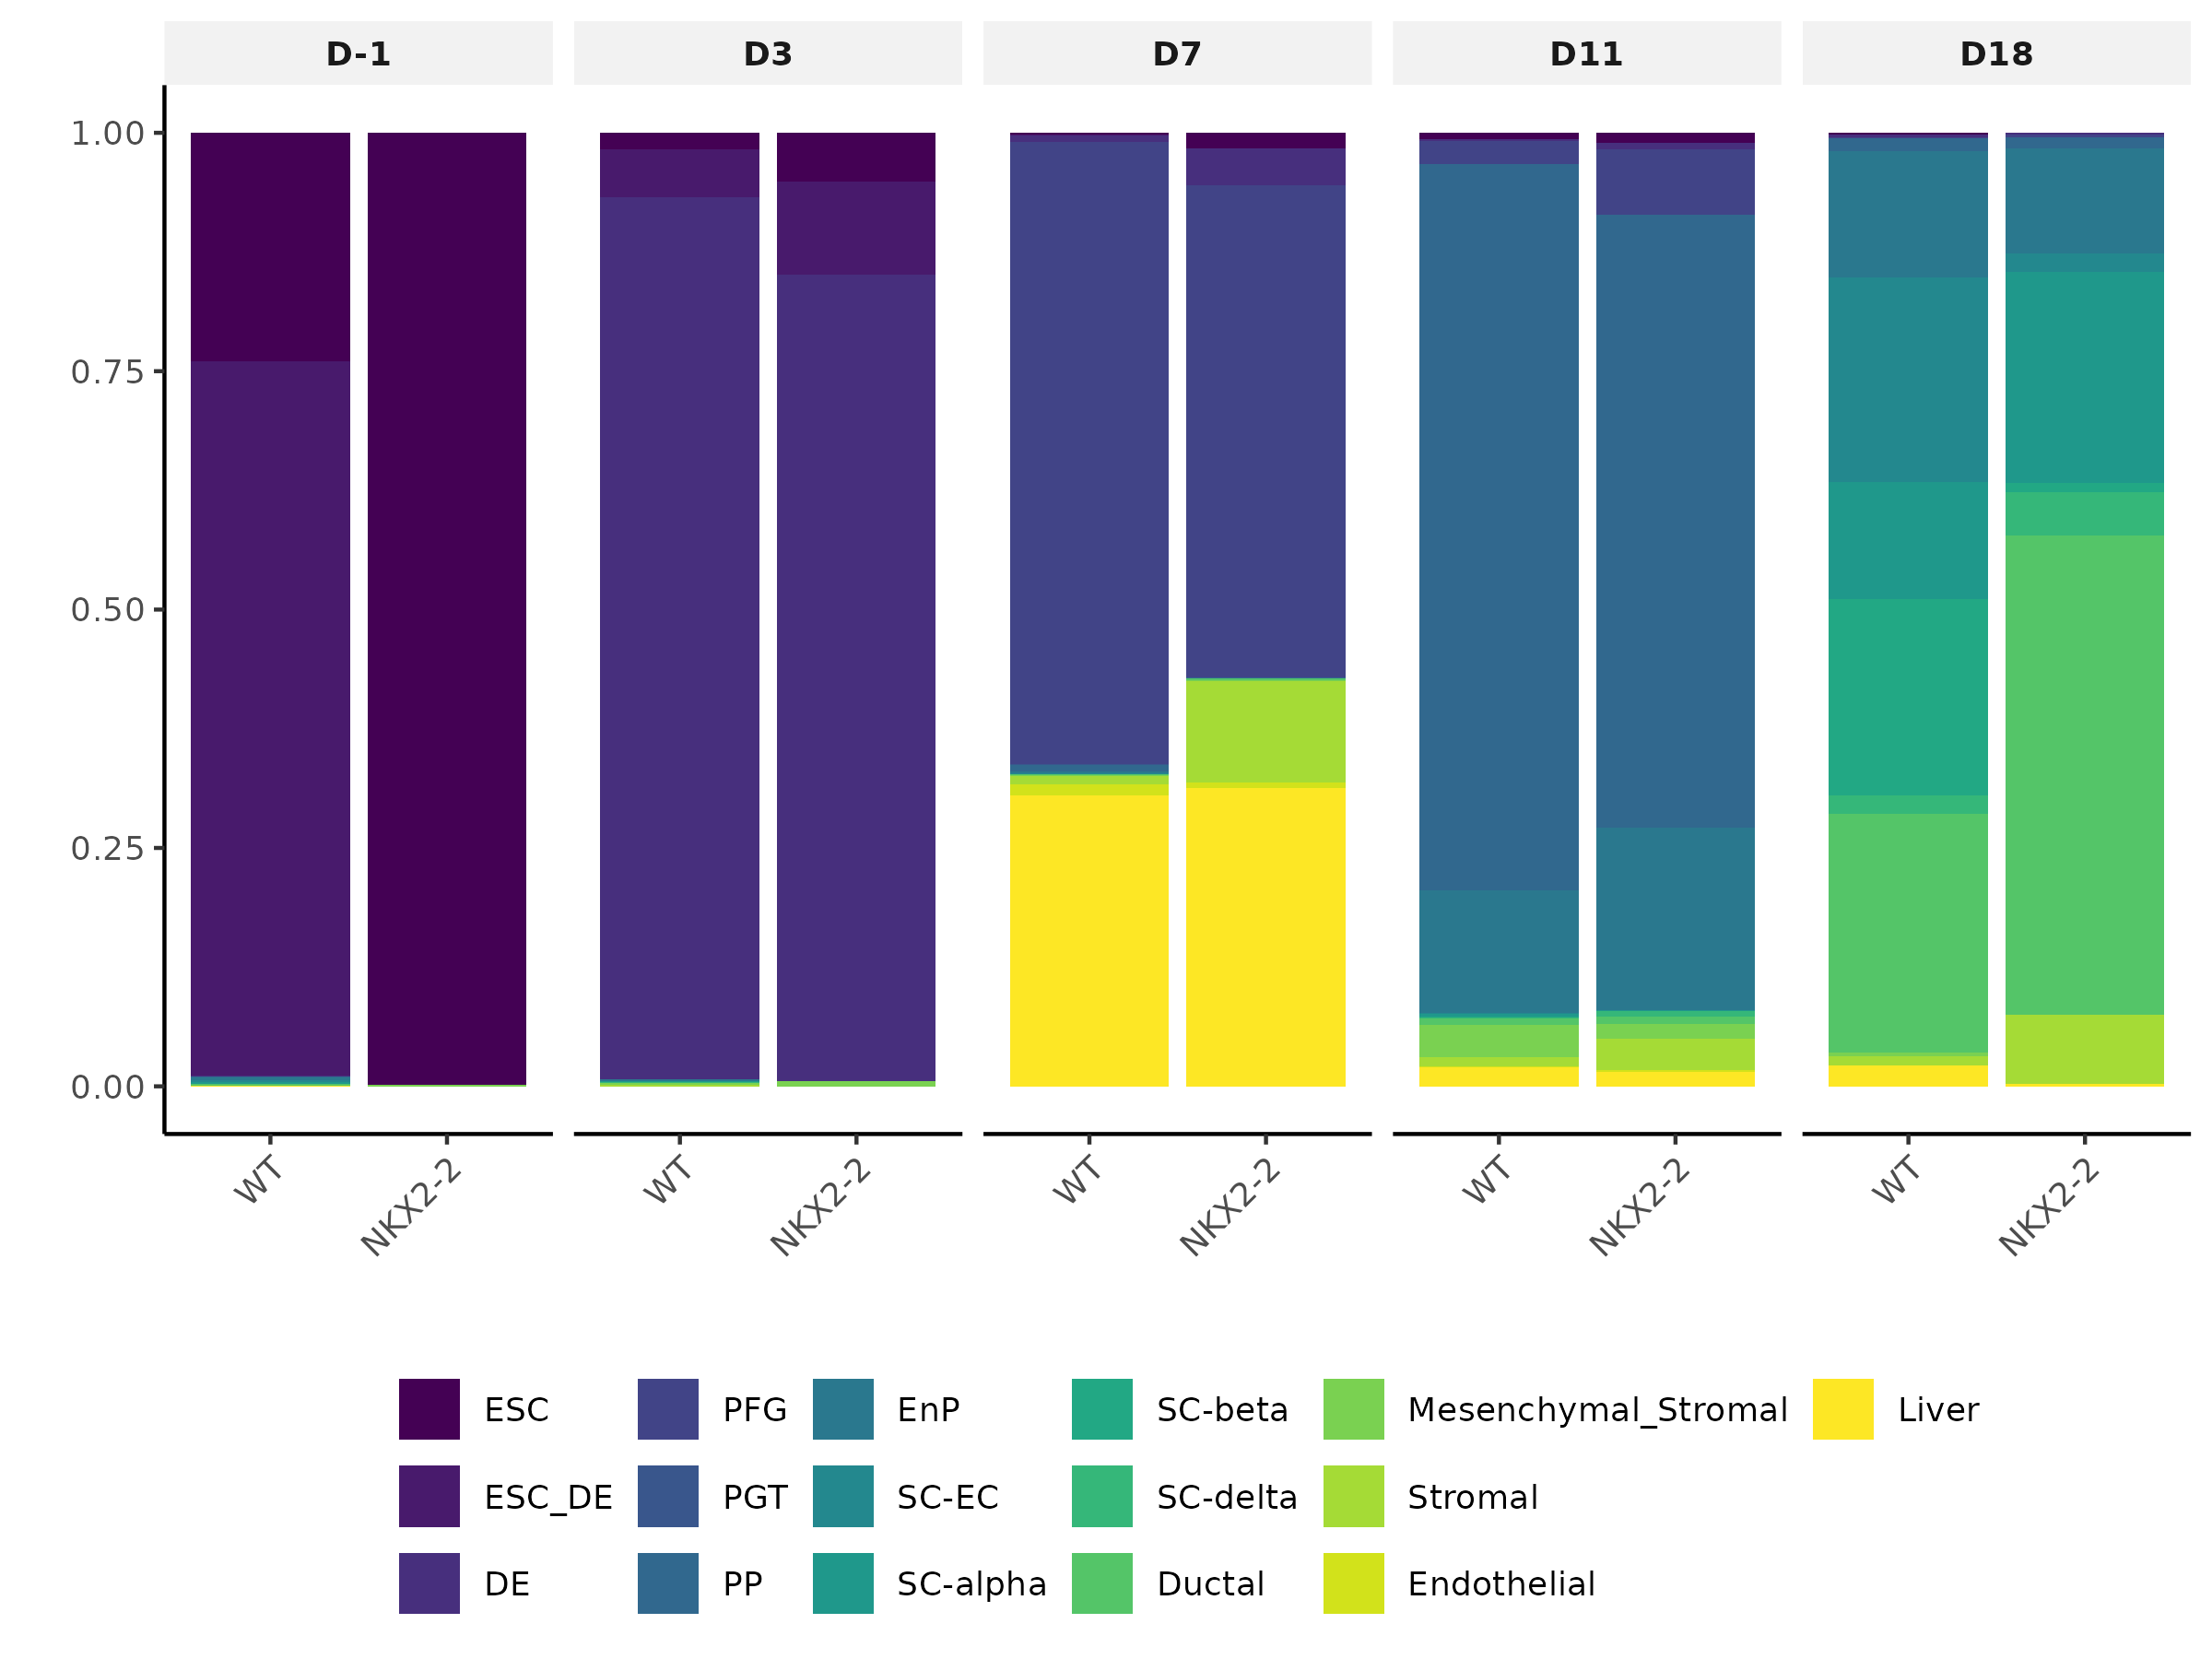 D-1 D3 D7 D11 D18
1.00
0.75
0.50
0.25
0.00
WT NKX2-2 WT NKX2-2 WT NKX2-2 WT NKX2-2 WT NKX2-2
ESC PFG EnP SC-beta Mesenchymal_Stromal Liver
ESC_DE PGT SC-EC SC-delta Stromal
DE PP SC-alpha Ductal Endothelial